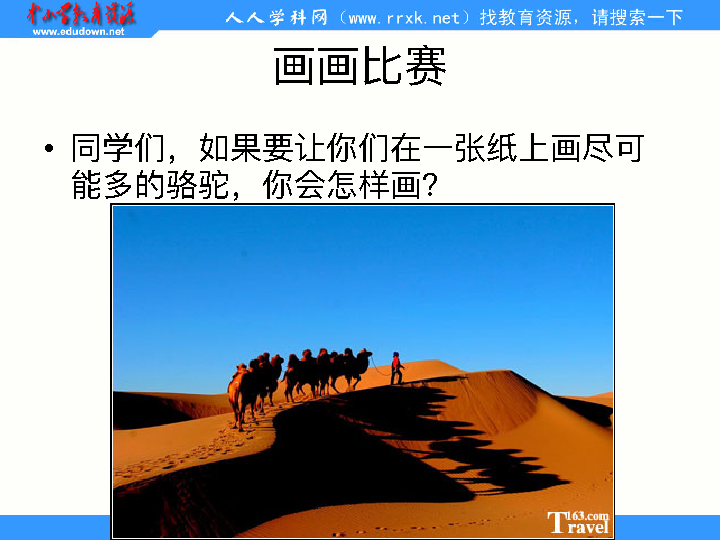 中小学教育资源
www.edudown.net
人人学科网（www.rrxk.net）找教育资源，请搜索一下
画画比赛
• 同学们，如果要让你们在一张纸上画尽可
能多的骆驼，你会怎样画？
163.com
Travel